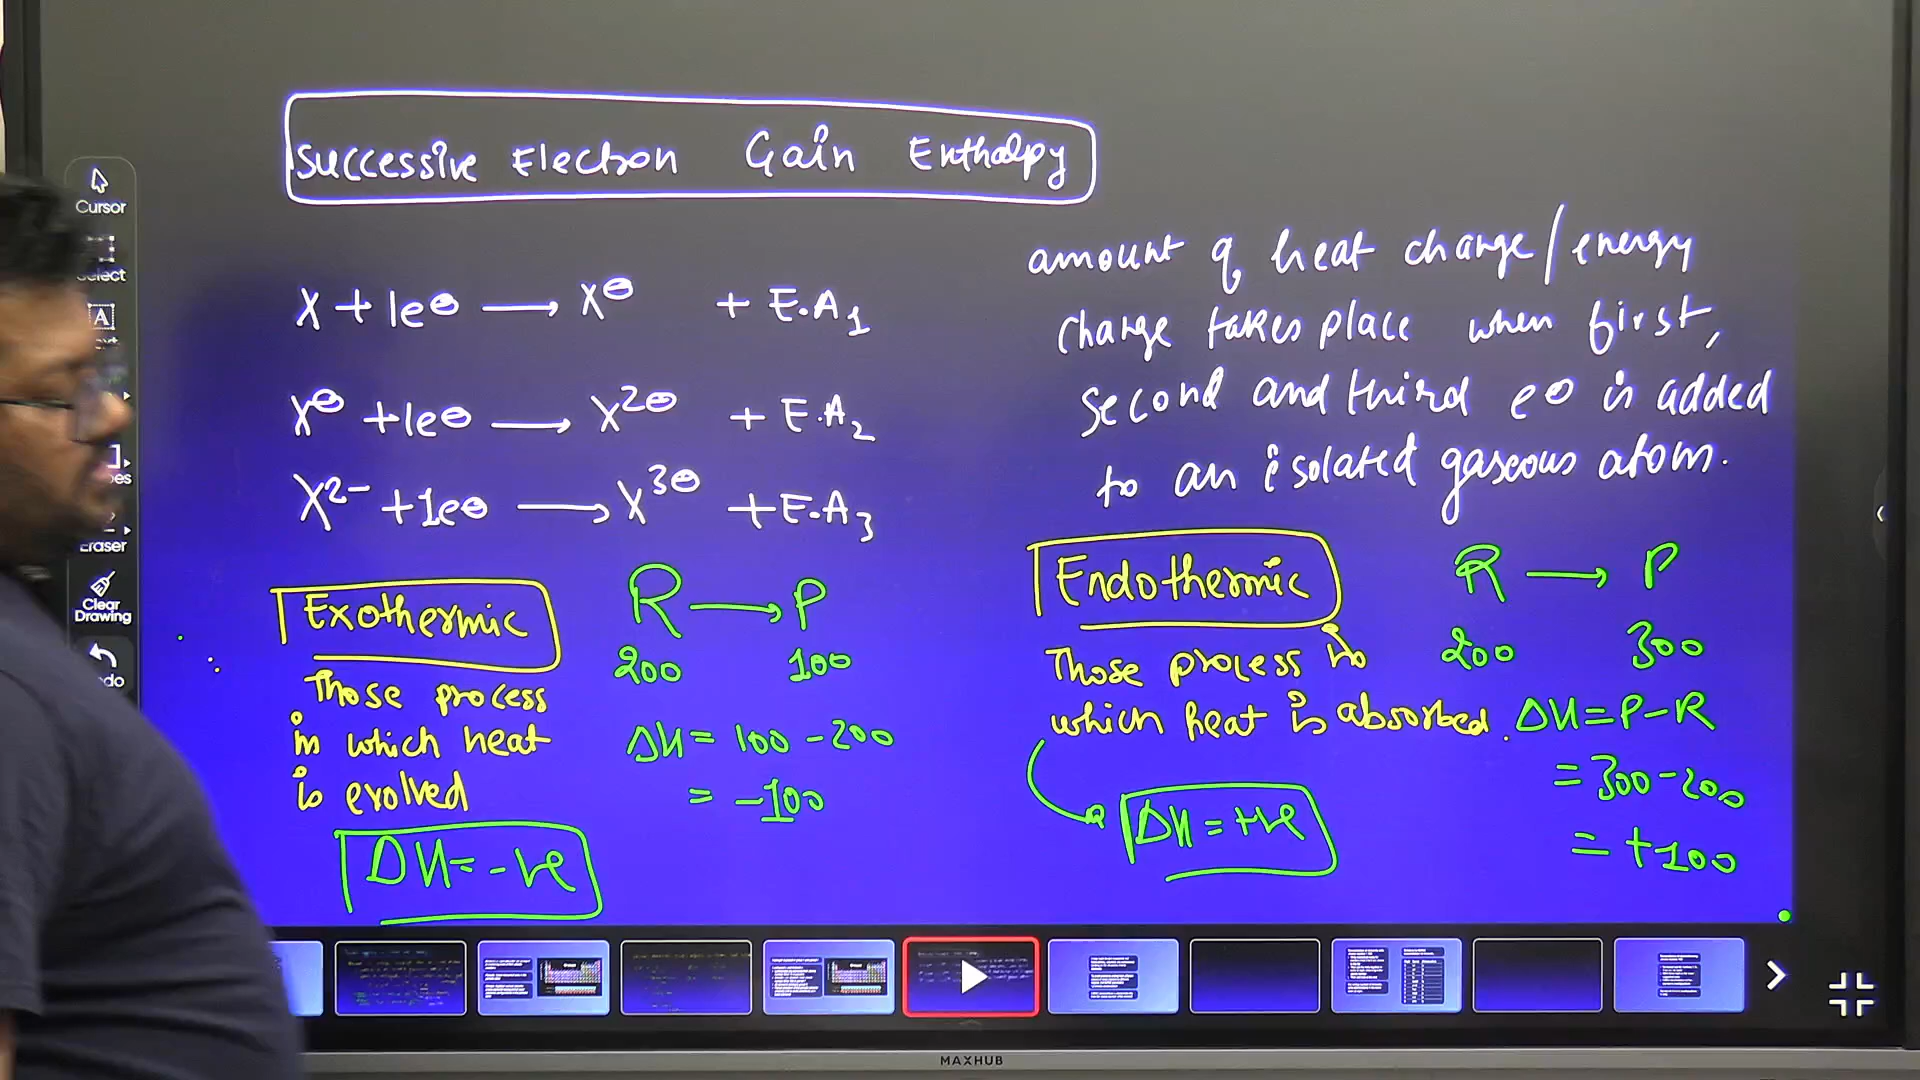 Successive Electron Gain Enthalpy
X + 1e⊖ ⟶ X⊖ + E.A₁
X⊖ + 1e⊖ ⟶ X²⊖ + E.A₂
X²⁻ + 1e⊖ ⟶ X³⊖ + E.A₃
amount of heat change/energy
change takes place when first,
second and third e⊖ is added
to an isolated gaseous atom.
Exothermic
Those process
in which heat
is evolved
ΔH = -ve
R ⟶ P
200 100
ΔH = 100 - 200
= -100
Endothermic
Those process in
which heat is absorbed.
ΔH = +ve
R ⟶ P
200 300
ΔH = P - R
= 300 - 200
= +100
Cursor
Select
Eraser
Clear
Drawing
MAXHUB